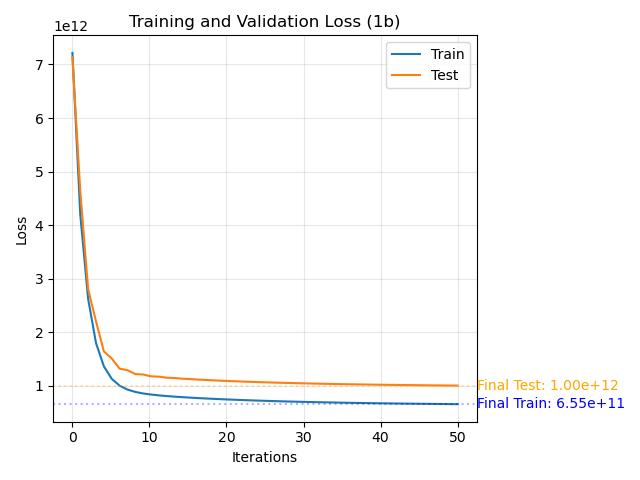 Training and Validation Loss (1b)
1e12
Train
Test
7
6
5
4
3
2
1
Loss
Final Test: 1.00e+12
Final Train: 6.55e+11
0 10 20 30 40 50
Iterations